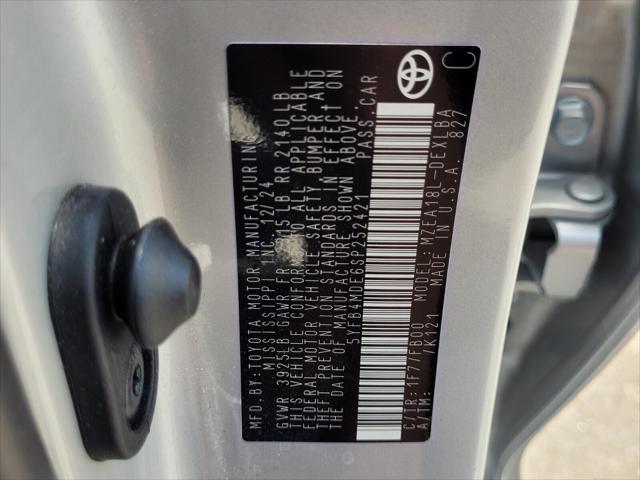 MFD.BY: TOYOTA MOTOR MANUFACTURING
MISSISSIPPI INC. 12/24
GVWR 3925LB GAWR FR LB RR 2140LB
THIS VEHICLE CONFORMS TO ALL APPLICABLE
FEDERAL MOTOR VEHICLE SAFETY, BUMPER AND
THEFT PREVENTION STANDARDS IN EFFECT ON
THE DATE OF MANUFACTURE SHOWN ABOVE.
5YFB4MDE6SP252421 PASS.CAR
C/TR: 1F7/FB00 MODEL: MZEA18L-DEXLBA
A/TM: /K121 MADE IN U.S.A. 827
C